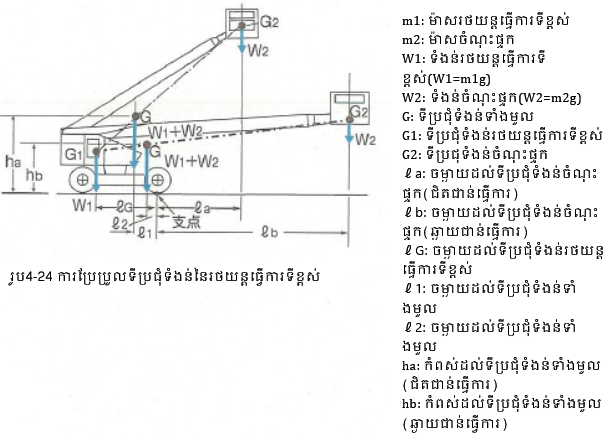 G2
W2
G
W1+W2
G2
W2
G1
G
W1+W2
ha
hb
W1
ℓG
ℓa
ℓ2
支点
ℓ1
ℓb
រូប4-24 ការប្រែប្រួលទីប្រជុំទំងន់នៃរថយន្តធ្វើការទីខ្ពស់
m1: ម៉ាសរថយន្តធ្វើការទីខ្ពស់
m2: ម៉ាសចំណុះផ្ទុក
W1: ទំងន់រថយន្តធ្វើការទី
ខ្ពស់(W1=m1g)
W2: ទំងន់ចំណុះផ្ទុក(W2=m2g)
G: ទីប្រជុំទំងន់ទាំងមូល
G1: ទីប្រជុំទំងន់រថយន្តធ្វើការទីខ្ពស់
G2: ទីប្រជុំទំងន់ចំណុះផ្ទុក
ℓa: ចម្ងាយដល់ទីប្រជុំទំងន់ចំណុះ
ផ្ទុក(ជិតជាន់ធ្វើការ)
ℓb: ចម្ងាយដល់ទីប្រជុំទំងន់ចំណុះ
ផ្ទុក(ឆ្ងាយជាន់ធ្វើការ)
ℓG: ចម្ងាយដល់ទីប្រជុំទំងន់រថយន្ត
ធ្វើការទីខ្ពស់
ℓ1: ចម្ងាយដល់ទីប្រជុំទំងន់ទាំ
ងមូល
ℓ2: ចម្ងាយដល់ទីប្រជុំទំងន់ទាំ
ងមូល
ha: កំពស់ដល់ទីប្រជុំទំងន់ទាំងមូល
(ជិតជាន់ធ្វើការ)
hb: កំពស់ដល់ទីប្រជុំទំងន់ទាំងមូល
(ឆ្ងាយជាន់ធ្វើការ)